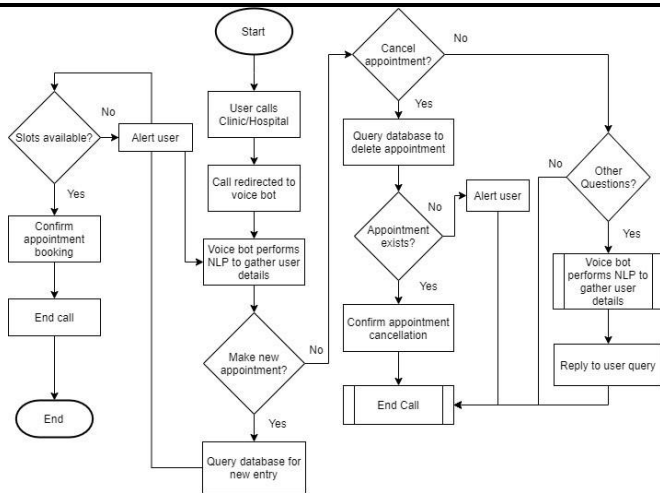 Start
User calls
Clinic/Hospital
Call redirected to
voice bot
Voice bot performs
NLP to gather user
details
Make new
appointment?
No
Yes
Query database for
new entry
Slots available?
No
Alert user
Yes
Confirm
appointment
booking
End call
End
Cancel
appointment?
No
Yes
Query database to
delete appointment
Appointment
exists?
No
Alert user
Yes
Confirm appointment
cancellation
End Call
Other
Questions?
No
Yes
Voice bot
performs NLP to
gather user
details
Reply to user query